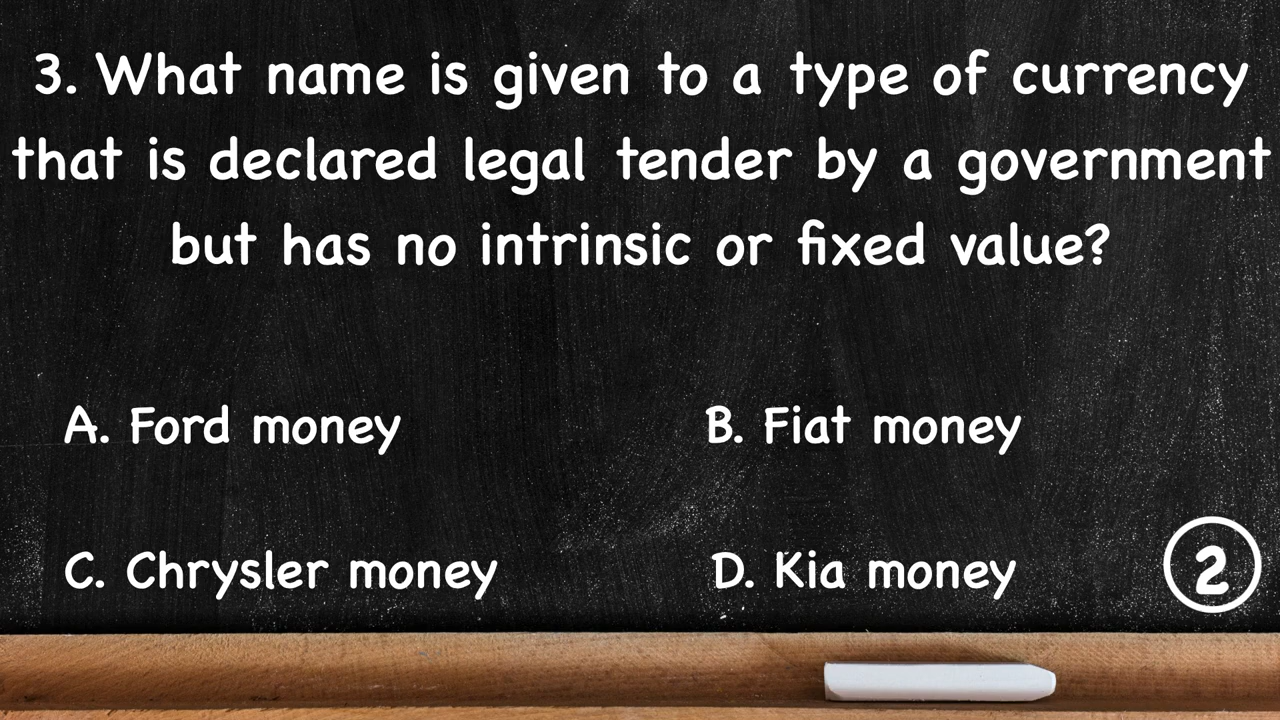 3. What name is given to a type of currency
that is declared legal tender by a government
but has no intrinsic or fixed value?
A. Ford money
B. Fiat money
C. Chrysler money
D. Kia money
2